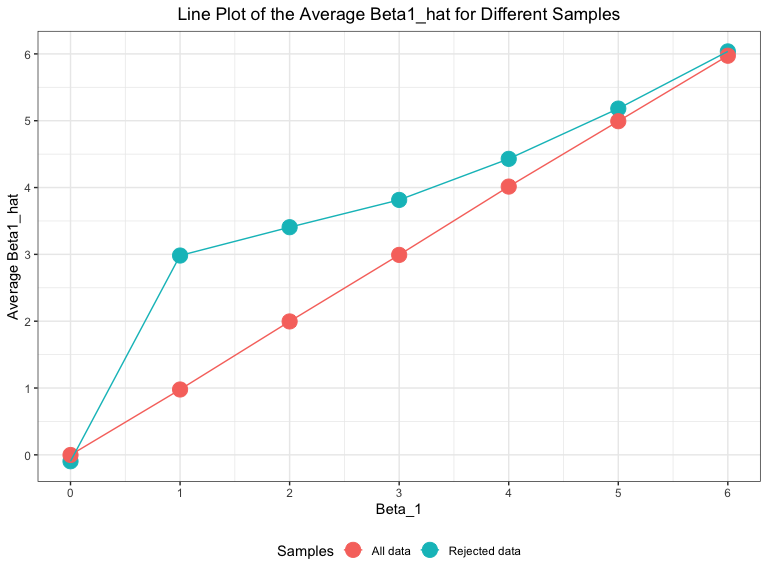 Line Plot of the Average Beta1_hat for Different Samples
Average Beta1_hat
6
5
4
3
2
1
0
0 1 2 3 4 5 6
Beta_1
Samples All data Rejected data